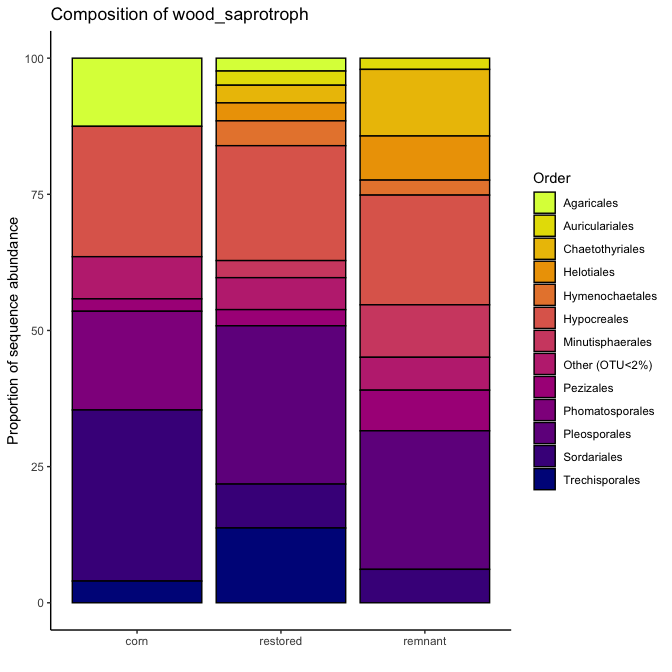 Composition of wood_saprotroph
Proportion of sequence abundance
100
75
50
25
0
corn
restored
remnant
Order
Agaricales
Auriculariales
Chaetothyriales
Helotiales
Hymenochaetales
Hypocreales
Minutisphaerales
Other (OTU<2%)
Pezizales
Phomatosporales
Pleosporales
Sordariales
Trechisporales